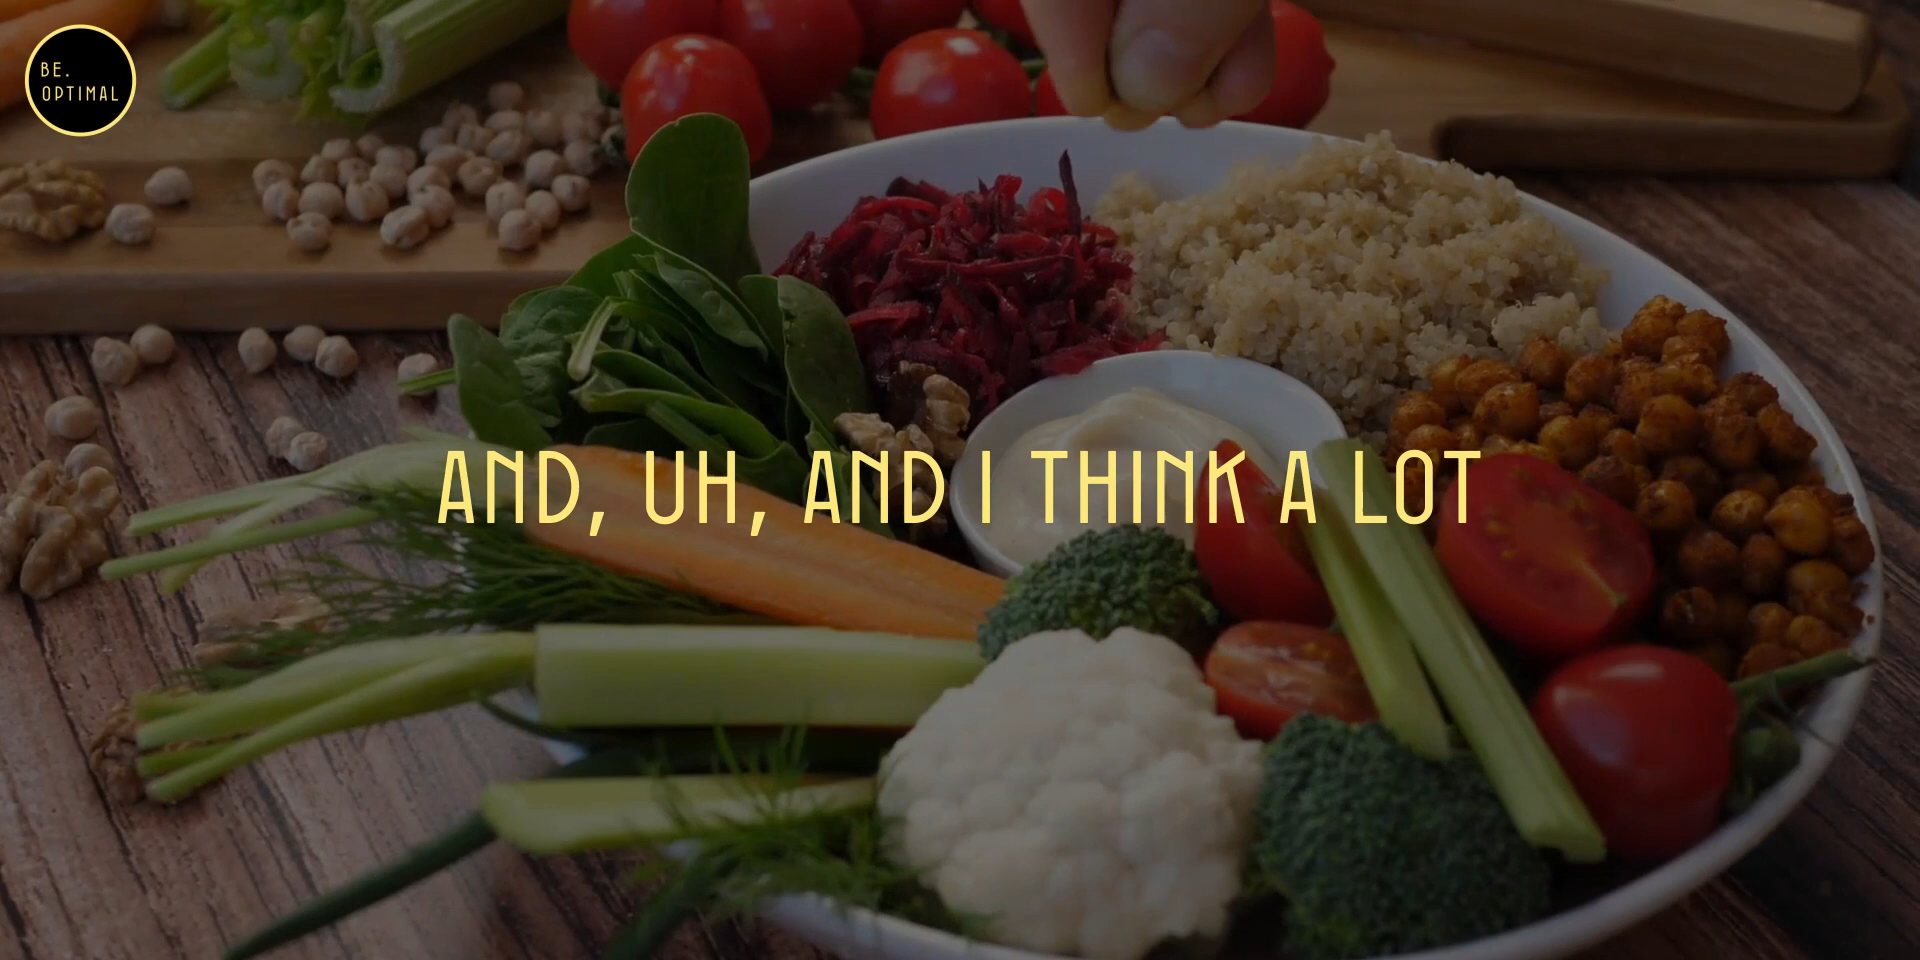 BE.
OPTIMAL
AND, UH, AND I THINK A LOT